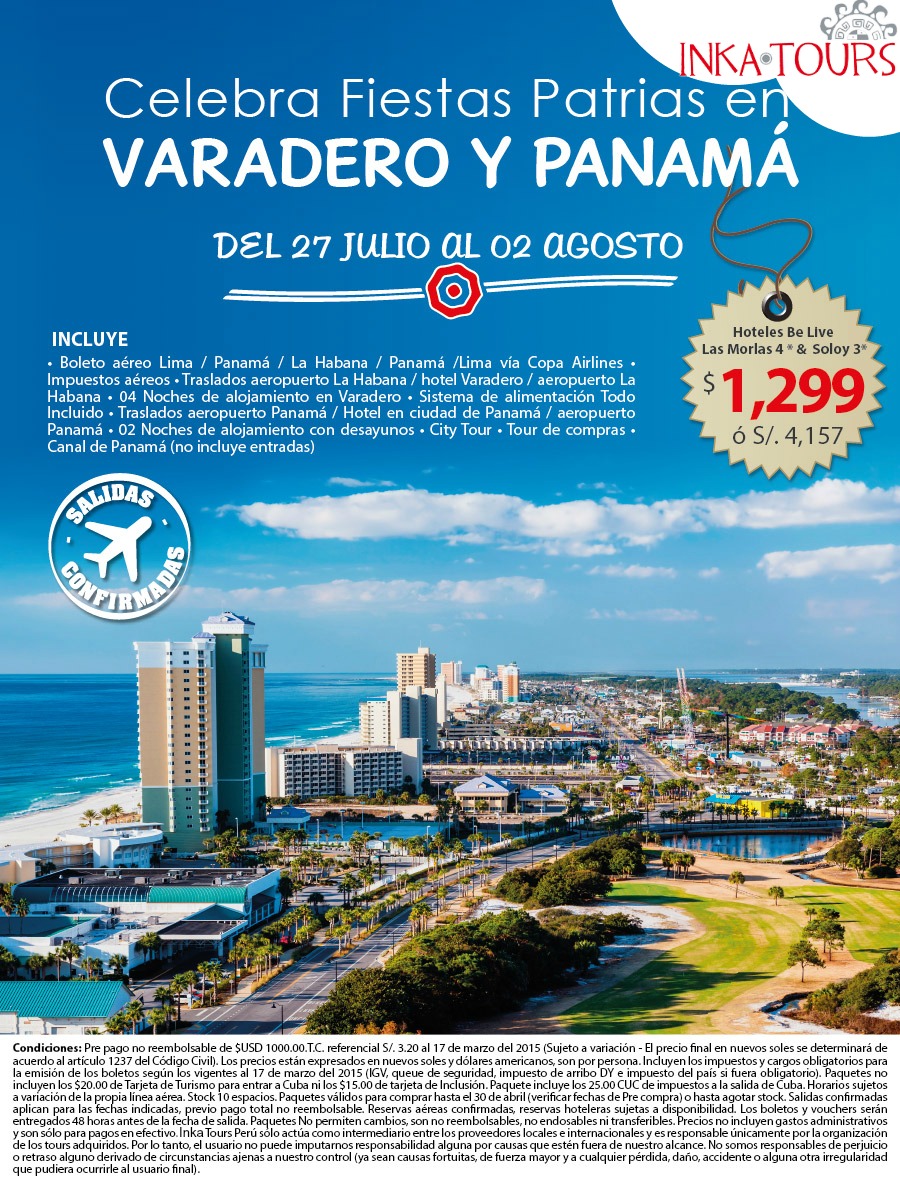 INKA TOURS
Celebra Fiestas Patrias en
VARADERO Y PANAMÁ
DEL 27 JULIO AL 02 AGOSTO
INCLUYE
• Boleto aéreo Lima / Panamá / La Habana / Panamá /Lima vía Copa Airlines •
Impuestos aéreos • Traslados aeropuerto La Habana / hotel Varadero / aeropuerto La
Habana • 04 Noches de alojamiento en Varadero • Sistema de alimentación Todo
Incluido • Traslados aeropuerto Panamá / Hotel en ciudad de Panamá / aeropuerto
Panamá • 02 Noches de alojamiento con desayunos • City Tour • Tour de compras •
Canal de Panamá (no incluye entradas)
Hoteles Be Live
Las Morlas 4 * & Soloy 3*
$1,299
ó S/. 4,157
SALIDAS
CONFIRMADAS
Condiciones: Pre pago no reembolsable de $USD 1000.00.T.C. referencial S/. 3.20 al 17 de marzo del 2015 (Sujeto a variación - El precio final en nuevos soles se determinará de
acuerdo al artículo 1237 del Código Civil). Los precios están expresados en nuevos soles y dólares americanos, son por persona. Incluyen los impuestos y cargos obligatorios para
la emisión de los boletos según los vigentes al 17 de marzo del 2015 (IGV, queue de seguridad, impuesto de arribo DY e impuesto del país si fuera obligatorio). Paquetes no
incluyen los $20.00 de Tarjeta de Turismo para entrar a Cuba ni los $15.00 de tarjeta de Inclusión. Paquete incluye los 25.00 CUC de impuestos a la salida de Cuba. Horarios sujetos
a variación de la propia línea aérea. Stock 10 espacios. Paquetes válidos para comprar hasta el 30 de abril (verificar fechas de Pre compra) o hasta agotar stock. Salidas confirmadas
aplican para las fechas indicadas, previo pago total no reembolsable. Reservas aéreas confirmadas, reservas hoteleras sujetas a disponibilidad. Los boletos y vouchers serán
entregados 48 horas antes de la fecha de salida. Paquetes No permiten cambios, son no reembolsables, no endosables ni transferibles. Precios no incluyen gastos administrativos
y son sólo para pagos en efectivo. Inka Tours Perú sólo actúa como intermediario entre los proveedores locales e internacionales y es responsable únicamente por la organización
de los tours adquiridos. Por lo tanto, el usuario no puede imputarnos responsabilidad alguna por causas que estén fuera de nuestro alcance. No somos responsables de perjuicio
o retraso alguno derivado de circunstancias ajenas a nuestro control (ya sean causas fortuitas, de fuerza mayor y a cualquier pérdida, daño, accidente o alguna otra irregularidad
que pudiera ocurrirle al usuario final).